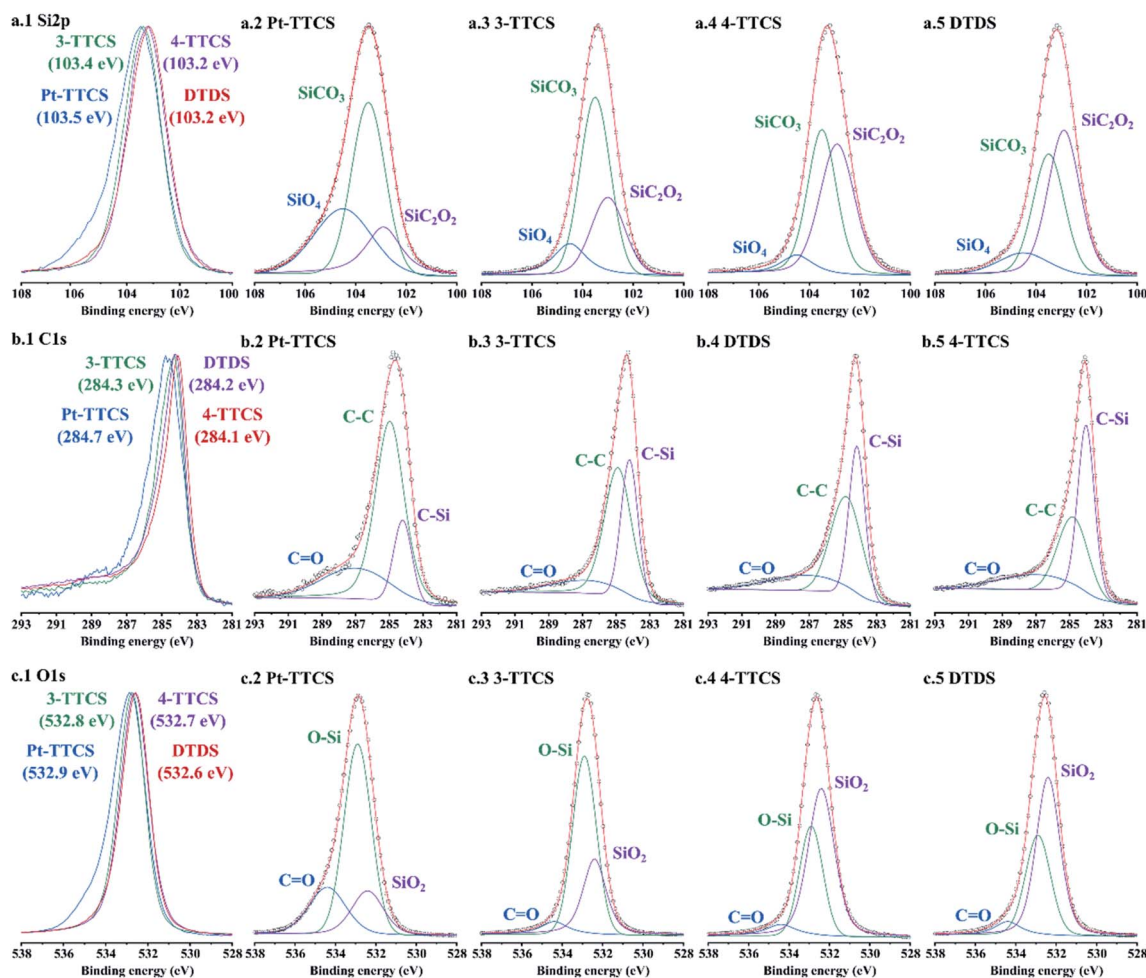 a.1 Si2p
3-TTCS
(103.4 eV)
4-TTCS
(103.2 eV)
Pt-TTCS
(103.5 eV)
DTDS
(103.2 eV)
108 106 104 102 100
Binding energy (eV)
a.2 Pt-TTCS
SiCO₃
SiO₄
SiC₂O₂
108 106 104 102 100
Binding energy (eV)
a.3 3-TTCS
SiCO₃
SiC₂O₂
SiO₄
108 106 104 102 100
Binding energy (eV)
a.4 4-TTCS
SiCO₃
SiC₂O₂
SiO₄
108 106 104 102 100
Binding energy (eV)
a.5 DTDS
SiC₂O₂
SiCO₃
SiO₄
108 106 104 102 100
Binding energy (eV)
b.1 C1s
3-TTCS
(284.3 eV)
DTDS
(284.2 eV)
Pt-TTCS
(284.7 eV)
4-TTCS
(284.1 eV)
293 291 289 287 285 283 281
Binding energy (eV)
b.2 Pt-TTCS
C-C
C-Si
C=O
293 291 289 287 285 283 281
Binding energy (eV)
b.3 3-TTCS
C-C
C-Si
C=O
293 291 289 287 285 283 281
Binding energy (eV)
b.4 DTDS
C-Si
C-C
C=O
293 291 289 287 285 283 281
Binding energy (eV)
b.5 4-TTCS
C-Si
C-C
C=O
293 291 289 287 285 283 281
Binding energy (eV)
c.1 O1s
3-TTCS
(532.8 eV)
4-TTCS
(532.7 eV)
Pt-TTCS
(532.9 eV)
DTDS
(532.6 eV)
538 536 534 532 530 528
Binding energy (eV)
c.2 Pt-TTCS
O-Si
C=O
SiO₂
538 536 534 532 530 528
Binding energy (eV)
c.3 3-TTCS
O-Si
SiO₂
C=O
538 536 534 532 530 528
Binding energy (eV)
c.4 4-TTCS
SiO₂
O-Si
C=O
538 536 534 532 530 528
Binding energy (eV)
c.5 DTDS
SiO₂
O-Si
C=O
538 536 534 532 530 528
Binding energy (eV)